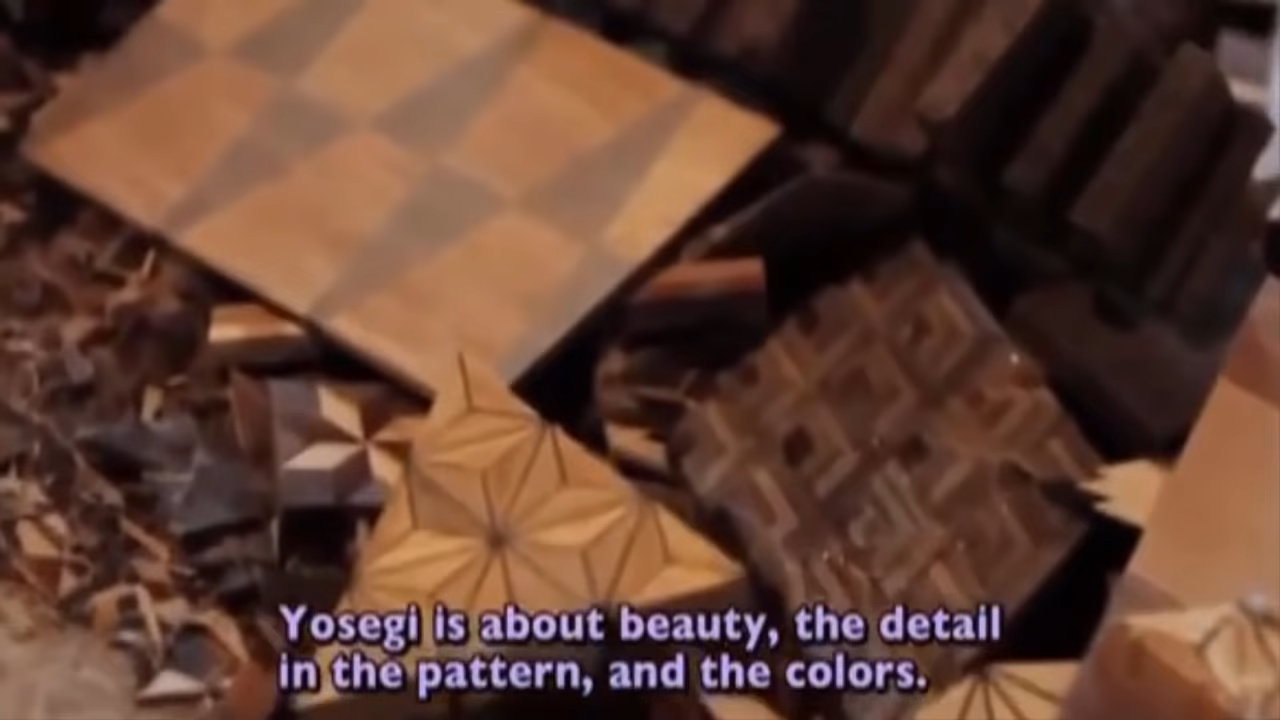 Yosegi is about beauty, the detail
in the pattern, and the colors.